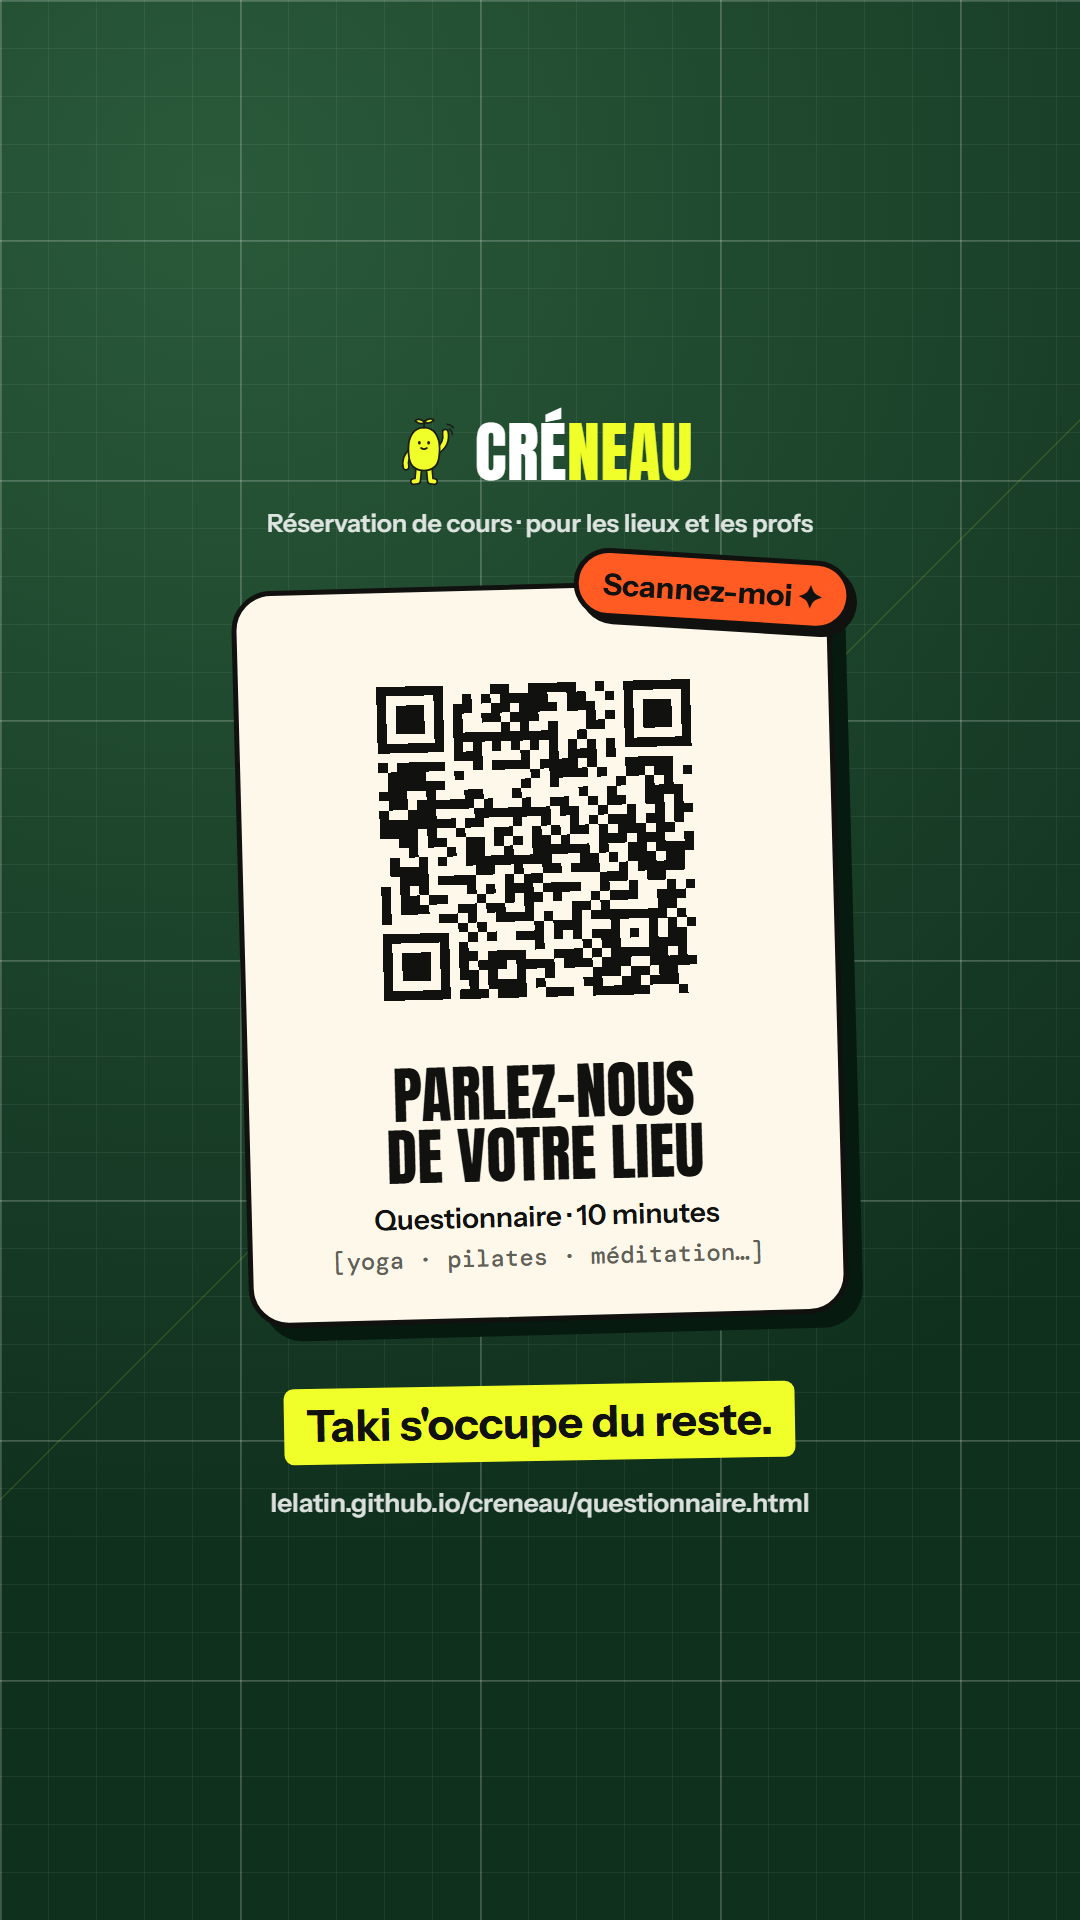 CRÉNEAU
Réservation de cours · pour les lieux et les profs
Scannez-moi ✦
PARLEZ-NOUS
DE VOTRE LIEU
Questionnaire · 10 minutes
[yoga · pilates · méditation…]
Taki s'occupe du reste.
lelatin.github.io/creneau/questionnaire.html